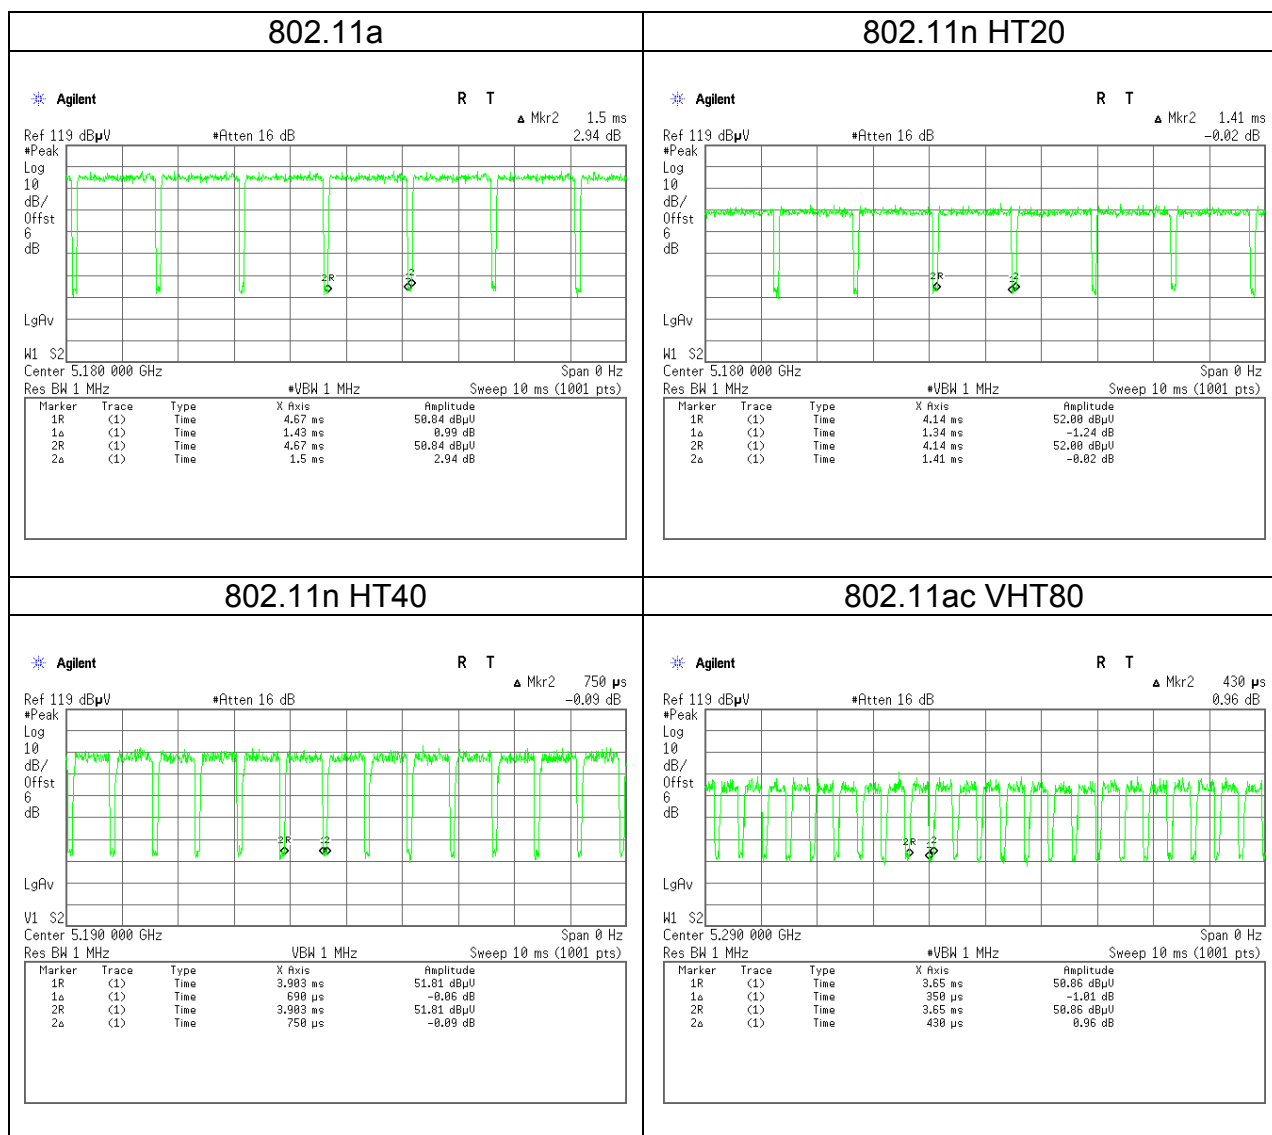 802.11a
Agilent
R T
Δ Mkr2 1.5 ms
Ref 119 dBµV #Atten 16 dB 2.94 dB
#Peak
Log
10
dB/
Offst
6
dB
2R
2
LgAv
W1 S2
Center 5.180 000 GHz Span 0 Hz
Res BW 1 MHz #VBW 1 MHz Sweep 10 ms (1001 pts)
Marker Trace Type X Axis Amplitude
1R (1) Time 4.67 ms 50.84 dBµV
1Δ (1) Time 1.43 ms 0.99 dB
2R (1) Time 4.67 ms 50.84 dBµV
2Δ (1) Time 1.5 ms 2.94 dB
802.11n HT20
Agilent
R T
Δ Mkr2 1.41 ms
Ref 119 dBµV #Atten 16 dB -0.02 dB
#Peak
Log
10
dB/
Offst
6
dB
2R
2
LgAv
W1 S2
Center 5.180 000 GHz Span 0 Hz
Res BW 1 MHz #VBW 1 MHz Sweep 10 ms (1001 pts)
Marker Trace Type X Axis Amplitude
1R (1) Time 4.14 ms 52.00 dBµV
1Δ (1) Time 1.34 ms -1.24 dB
2R (1) Time 4.14 ms 52.00 dBµV
2Δ (1) Time 1.41 ms -0.02 dB
802.11n HT40
Agilent
R T
Δ Mkr2 750 µs
Ref 119 dBµV #Atten 16 dB -0.09 dB
#Peak
Log
10
dB/
Offst
6
dB
2R
2
LgAv
V1 S2
Center 5.190 000 GHz Span 0 Hz
Res BW 1 MHz VBW 1 MHz Sweep 10 ms (1001 pts)
Marker Trace Type X Axis Amplitude
1R (1) Time 3.903 ms 51.81 dBµV
1Δ (1) Time 690 µs -0.06 dB
2R (1) Time 3.903 ms 51.81 dBµV
2Δ (1) Time 750 µs -0.09 dB
802.11ac VHT80
Agilent
R T
Δ Mkr2 430 µs
Ref 119 dBµV #Atten 16 dB 0.96 dB
#Peak
Log
10
dB/
Offst
6
dB
2R
2
LgAv
W1 S2
Center 5.290 000 GHz Span 0 Hz
Res BW 1 MHz #VBW 1 MHz Sweep 10 ms (1001 pts)
Marker Trace Type X Axis Amplitude
1R (1) Time 3.65 ms 50.86 dBµV
1Δ (1) Time 350 µs -1.01 dB
2R (1) Time 3.65 ms 50.86 dBµV
2Δ (1) Time 430 µs 0.96 dB